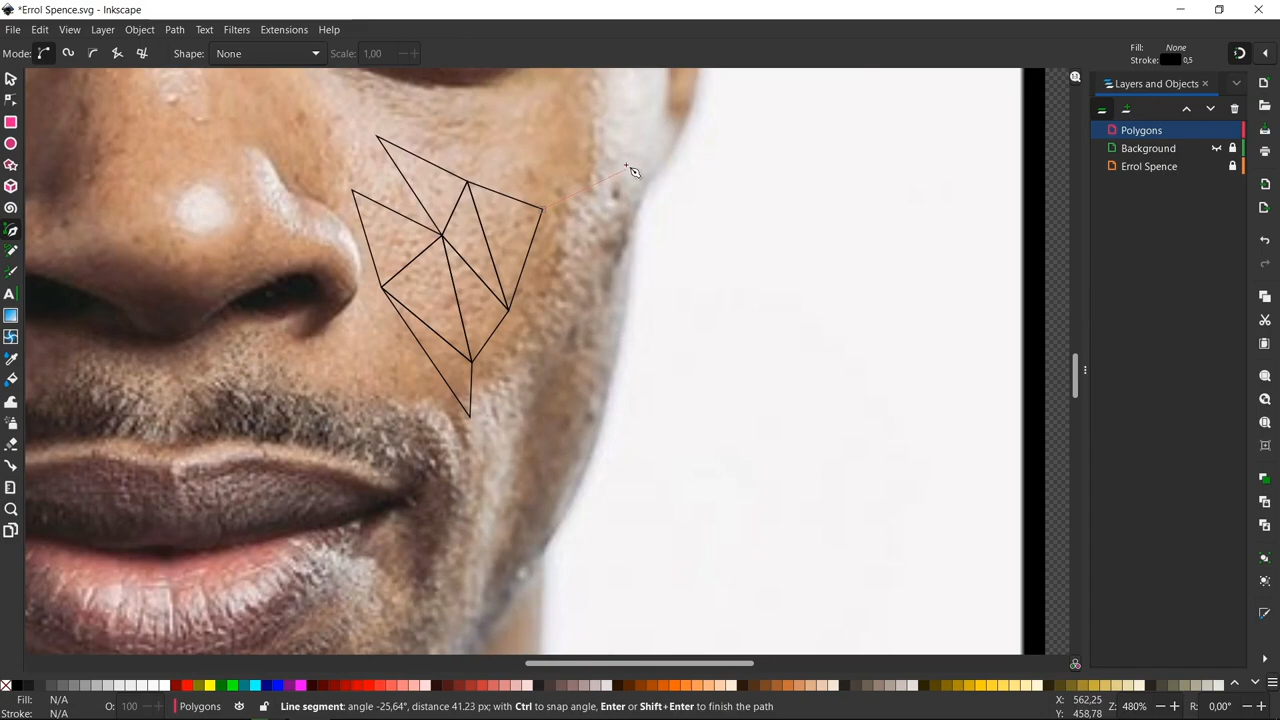 *Errol Spence.svg - Inkscape
File Edit View Layer Object Path Text Filters Extensions Help
Mode: Shape: None Scale: 1,00
Fill: None
Stroke: 0,5
Layers and Objects
Polygons
Background
Errol Spence
Fill: N/A
Stroke: N/A
O: 100
Polygons
Line segment: angle -25,64°, distance 41.23 px; with Ctrl to snap angle, Enter or Shift+Enter to finish the path
X: 562,25
Y: 458,78
Z: 480%
R: 0,00°